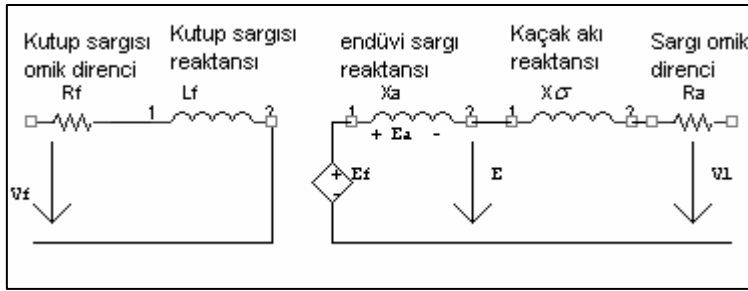 Kutup sargısı
omik direnci
Rf
Kutup sargısı
reaktansı
Lf
endüvi sargı
reaktansı
Xa
Kaçak akı
reaktansı
Xσ
Sargı omik
direnci
Ra
1
2
1
2
1
2
+ Ea -
Vf
+
-
Ef
E
Vl